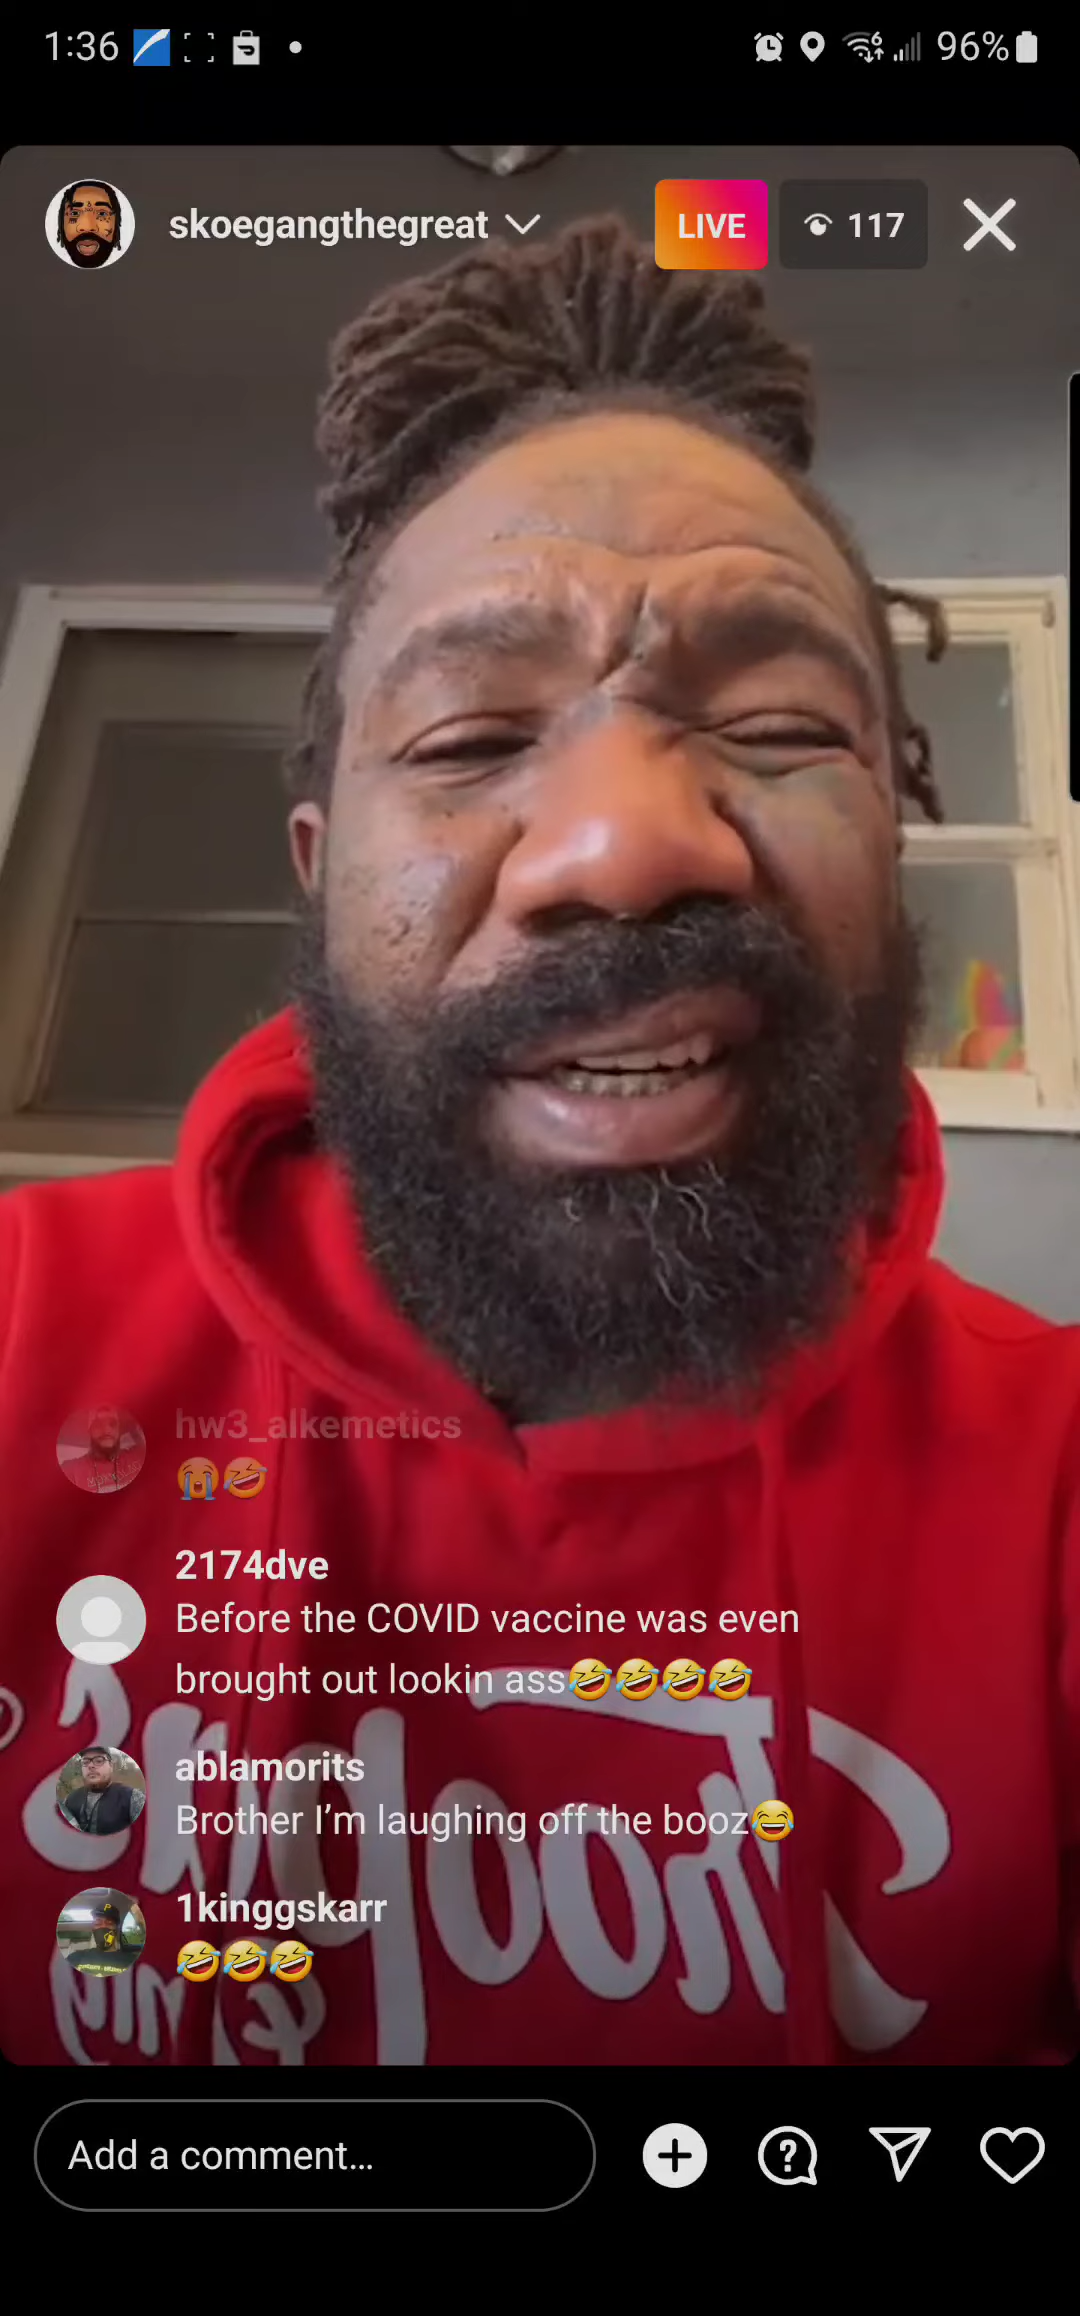 1:36
96%
skoegangthegreat
LIVE
117
hw3_alkemetics
😭🤣
2174dve
Before the COVID vaccine was even
brought out lookin ass🤣🤣🤣🤣
ablamorits
Brother I’m laughing off the booz😂
1kinggskarr
🤣🤣🤣
Add a comment...